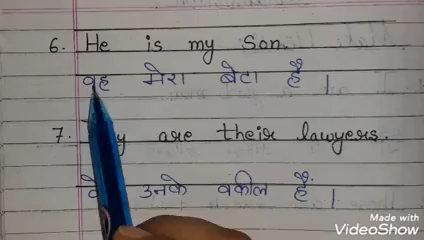 6. He is my Son.
वह मेरा बेटा है |
7. are their lawyers.
वे उनके वकील हैं |
Made with
VideoShow